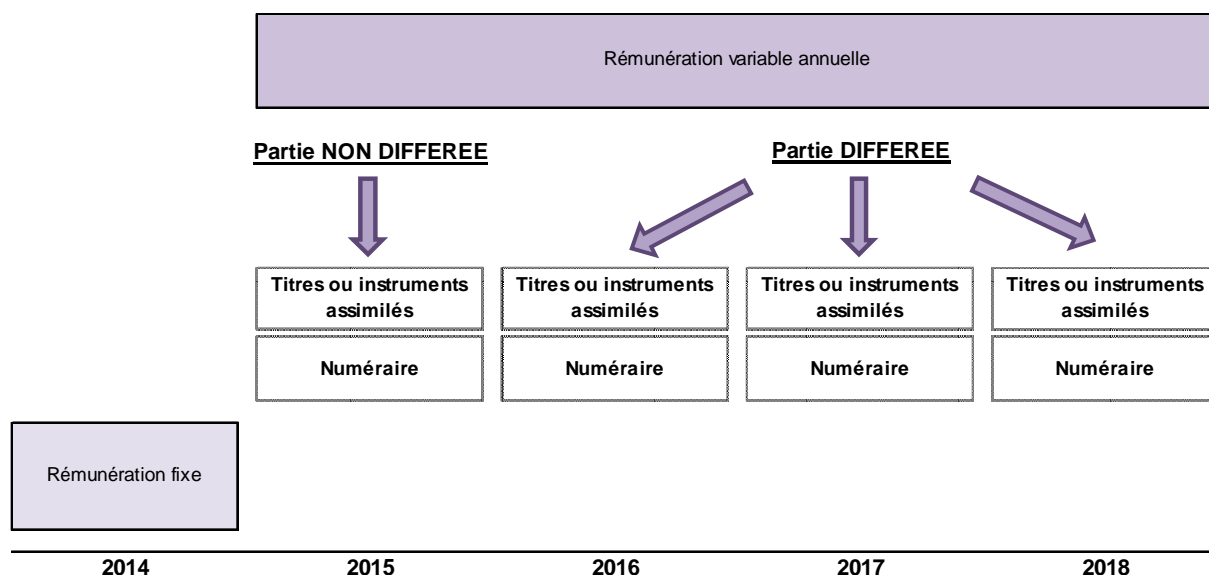 Rémunération variable annuelle
Partie NON DIFFEREE
Partie DIFFEREE
Titres ou instruments
assimilés
Titres ou instruments
assimilés
Titres ou instruments
assimilés
Titres ou instruments
assimilés
Numéraire
Numéraire
Numéraire
Numéraire
Rémunération fixe
2014
2015
2016
2017
2018